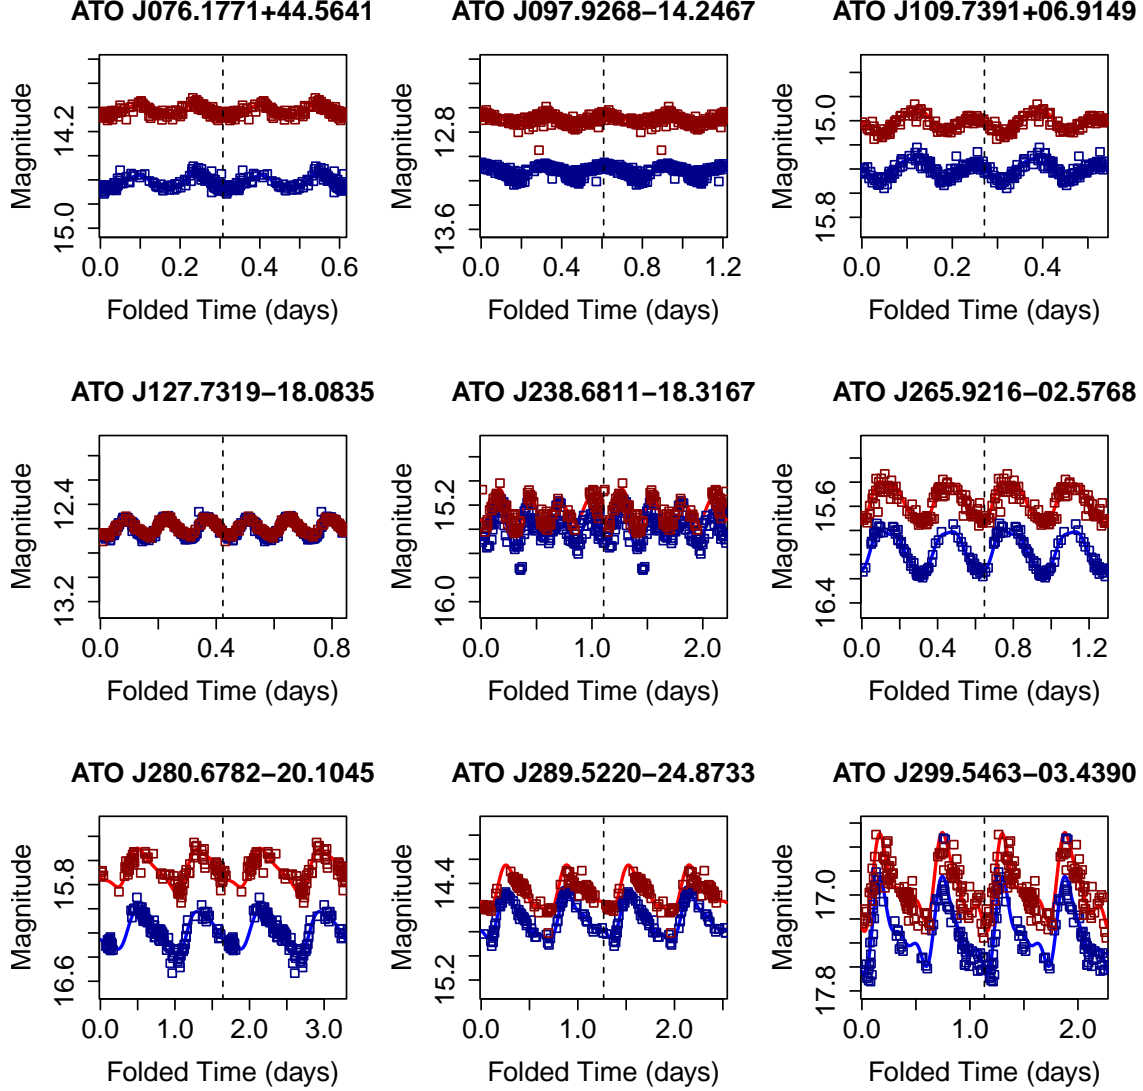 ATO J076.1771+44.5641
ATO J097.9268−14.2467
ATO J109.7391+06.9149
Magnitude
14.2
15.0
0.0 0.2 0.4 0.6
Folded Time (days)
Magnitude
12.8
13.6
0.0 0.4 0.8 1.2
Folded Time (days)
Magnitude
15.0
15.8
0.0 0.2 0.4
Folded Time (days)
ATO J127.7319−18.0835
ATO J238.6811−18.3167
ATO J265.9216−02.5768
Magnitude
12.4
13.2
0.0 0.4 0.8
Folded Time (days)
Magnitude
15.2
16.0
0.0 1.0 2.0
Folded Time (days)
Magnitude
15.6
16.4
0.0 0.4 0.8 1.2
Folded Time (days)
ATO J280.6782−20.1045
ATO J289.5220−24.8733
ATO J299.5463−03.4390
Magnitude
15.8
16.6
0.0 1.0 2.0 3.0
Folded Time (days)
Magnitude
14.4
15.2
0.0 1.0 2.0
Folded Time (days)
Magnitude
17.0
17.8
0.0 1.0 2.0
Folded Time (days)